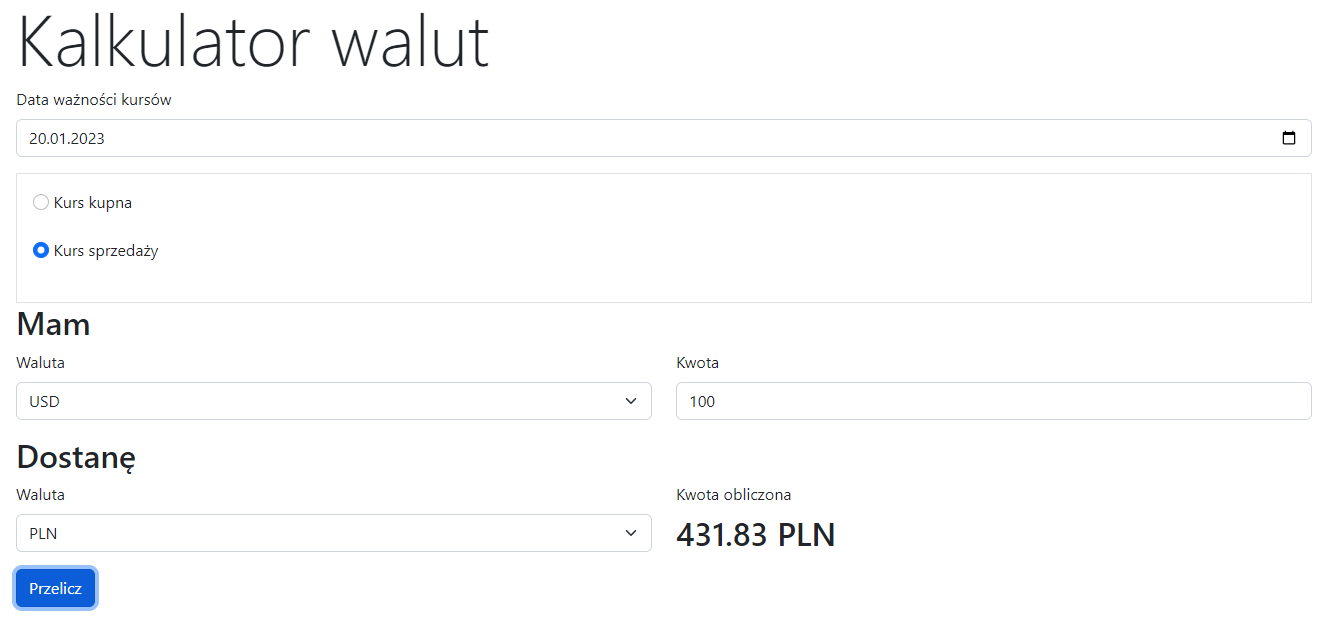 Kalkulator walut
Data ważności kursów
20.01.2023
Kurs kupna
Kurs sprzedaży
Mam
Waluta
USD
Kwota
100
Dostanę
Waluta
PLN
Kwota obliczona
431.83 PLN
Przelicz